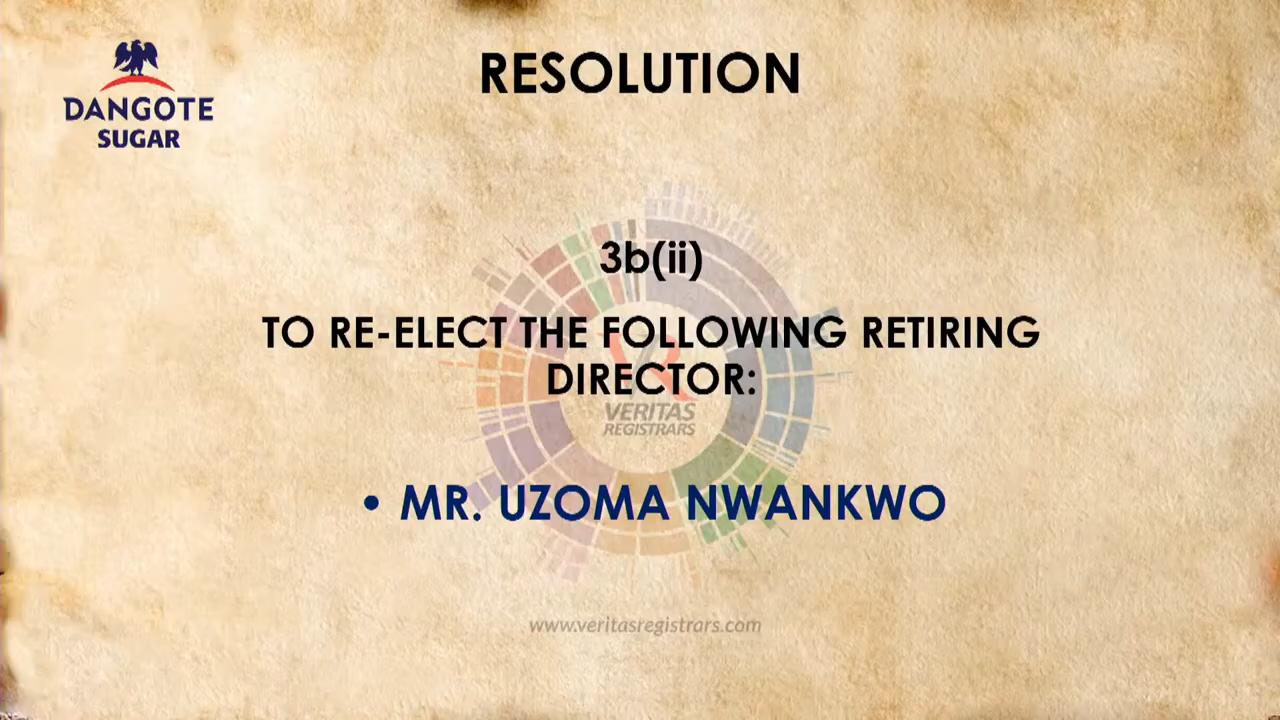 RESOLUTION
DANGOTE
SUGAR
3b(ii)
TO RE-ELECT THE FOLLOWING RETIRING
DIRECTOR:
VERITAS
REGISTRARS
• MR. UZOMA NWANKWO
www.veritasregistrars.com